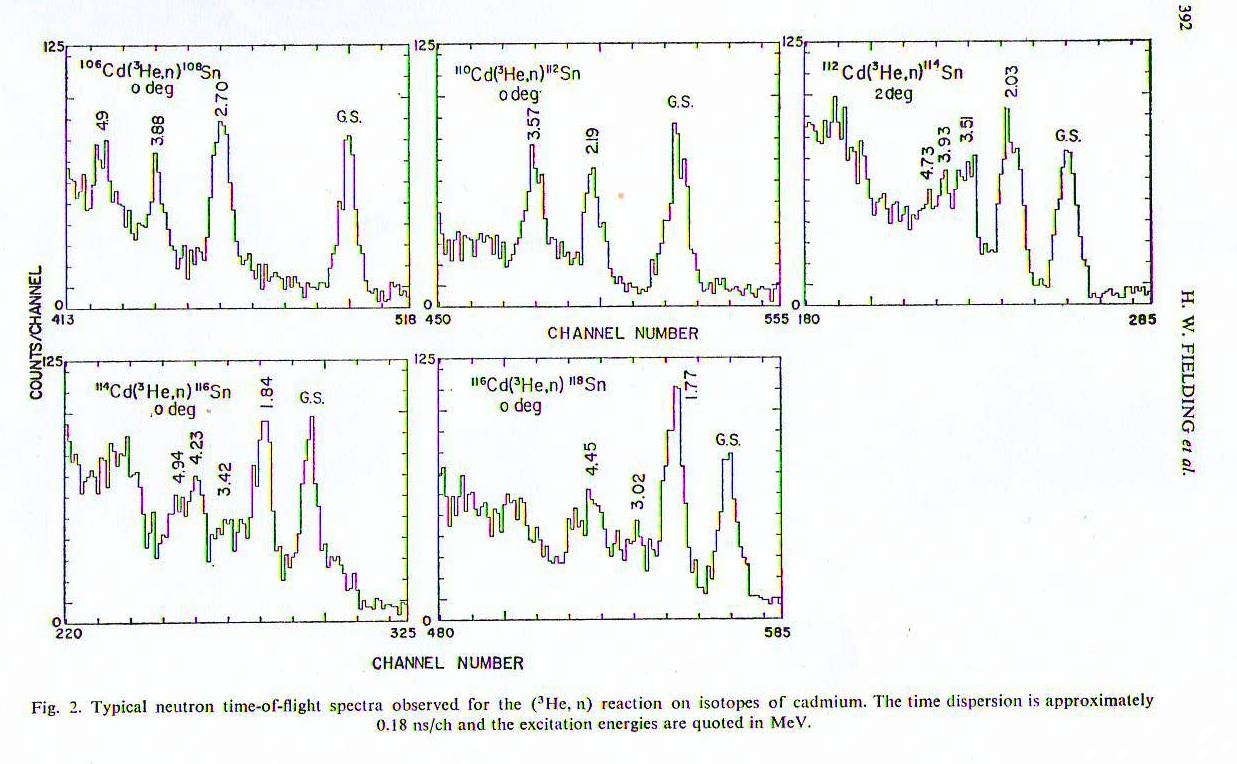 392
H. W. FIELDING et al.
COUNTS/CHANNEL
125
¹⁰⁶Cd(³He,n)¹⁰⁸Sn
0 deg
4.9
3.88
2.70
G.S.
0
413
518
125
¹¹⁰Cd(³He,n)¹¹²Sn
0 deg
3.57
2.19
G.S.
0
450
555
125
¹¹²Cd(³He,n)¹¹⁴Sn
2deg
4.73
3.93
3.51
2.03
G.S.
0
180
285
CHANNEL NUMBER
125
¹¹⁴Cd(³He,n)¹¹⁶Sn
0 deg
4.94
4.23
3.42
1.84
G.S.
0
220
325
125
¹¹⁶Cd(³He,n)¹¹⁸Sn
0 deg
4.45
3.02
1.77
G.S.
0
480
585
CHANNEL NUMBER
Fig. 2. Typical neutron time-of-flight spectra observed for the (³He, n) reaction on isotopes of cadmium. The time dispersion is approximately
0.18 ns/ch and the excitation energies are quoted in MeV.